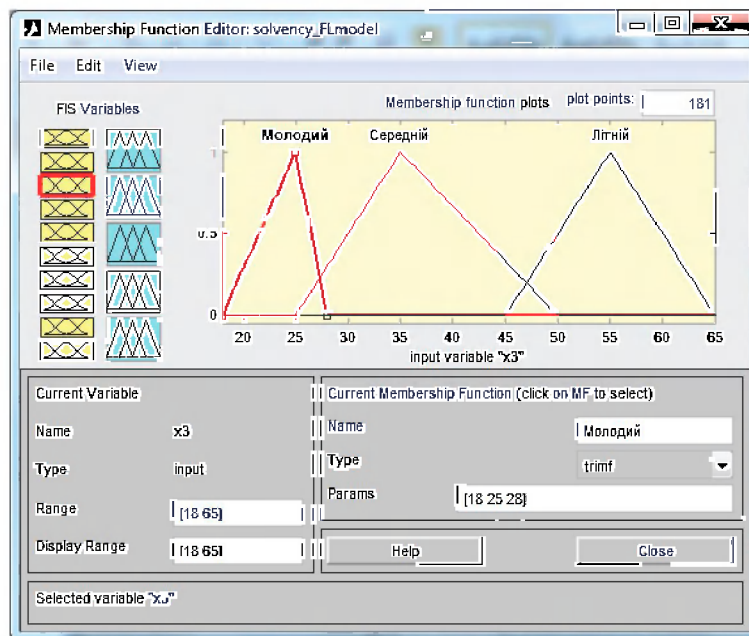 Membership Function Editor: solvency_FLmodel
File Edit View
FIS Variables
Membership function plots plot points: 181
Молодий Середній Літній
1
0.5
0
20 25 30 35 40 45 50 55 60 65
input variable "x3"
Current Variable
Name x3
Type input
Range [18 65]
Display Range [18 65]
Current Membership Function (click on MF to select)
Name Молодий
Type trimf
Params [18 25 28]
Help Close
Selected variable "x3"